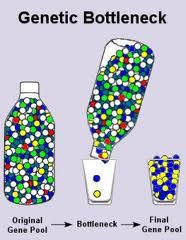 Genetic Bottleneck
Original
Gene Pool
Bottleneck
Final
Gene Pool